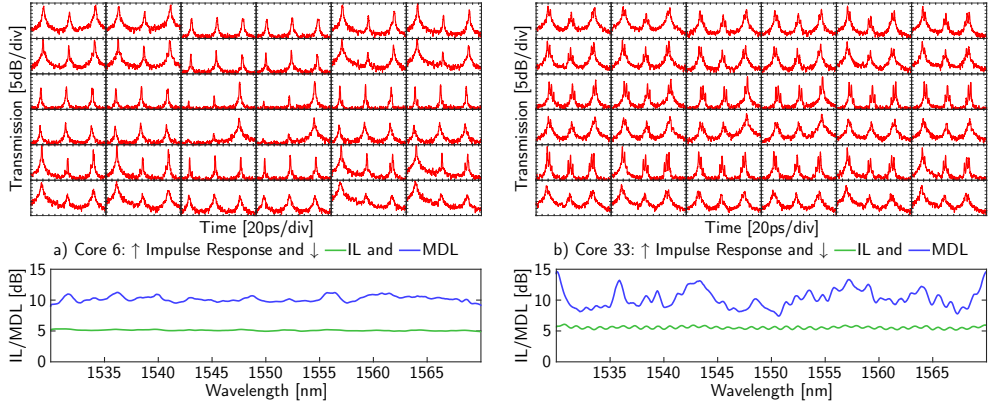 Transmission [5dB/div]
Time [20ps/div]
a) Core 6: ↑ Impulse Response and ↓ IL and MDL
IL/MDL [dB]
15
10
5
0
1535 1540 1545 1550 1555 1560 1565
Wavelength [nm]
Transmission [5dB/div]
Time [20ps/div]
b) Core 33: ↑ Impulse Response and ↓ IL and MDL
IL/MDL [dB]
15
10
5
0
1535 1540 1545 1550 1555 1560 1565
Wavelength [nm]